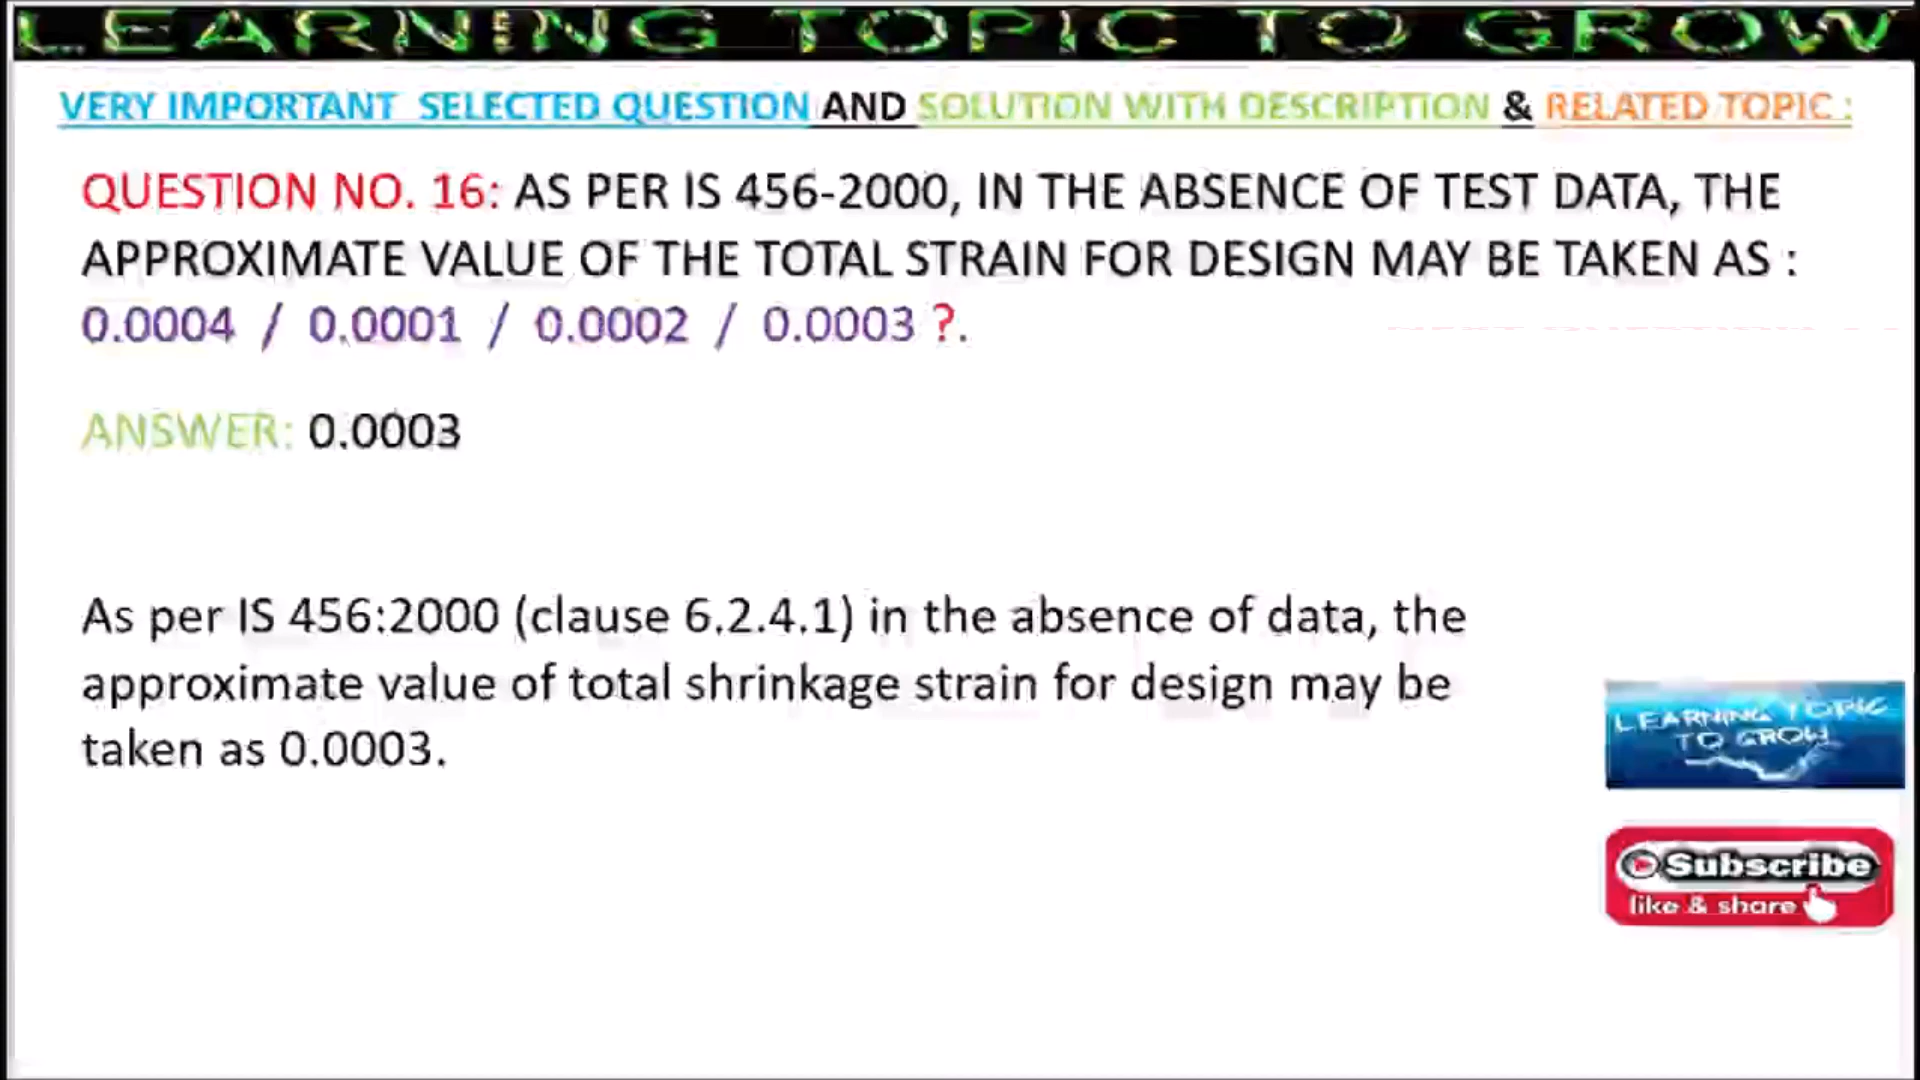 LEARNING TOPIC TO GROW
VERY IMPORTANT SELECTED QUESTION AND SOLUTION WITH DESCRIPTION & RELATED TOPIC :
QUESTION NO. 16: AS PER IS 456-2000, IN THE ABSENCE OF TEST DATA, THE
APPROXIMATE VALUE OF THE TOTAL STRAIN FOR DESIGN MAY BE TAKEN AS :
0.0004 / 0.0001 / 0.0002 / 0.0003 ?.
ANSWER: 0.0003
As per IS 456:2000 (clause 6.2.4.1) in the absence of data, the
approximate value of total shrinkage strain for design may be
taken as 0.0003.
LEARNING TOPIC
TO GROW
Subscribe
like & share